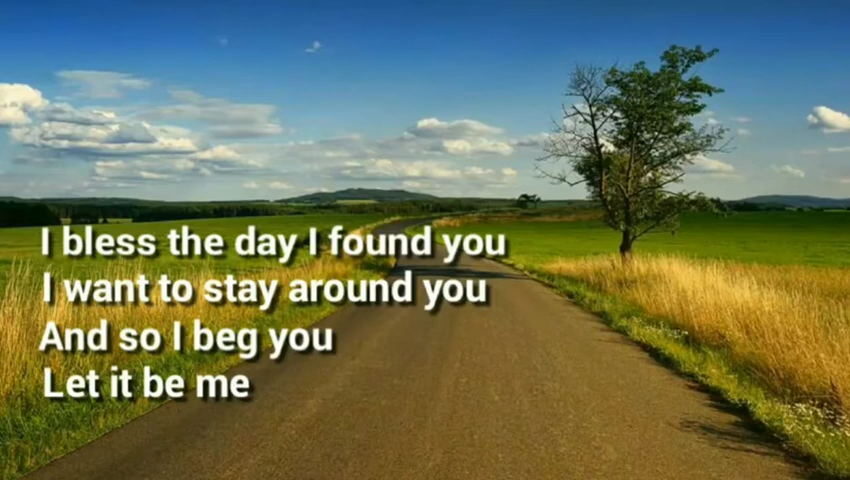 I bless the day I found you
I want to stay around you
And so I beg you
Let it be me